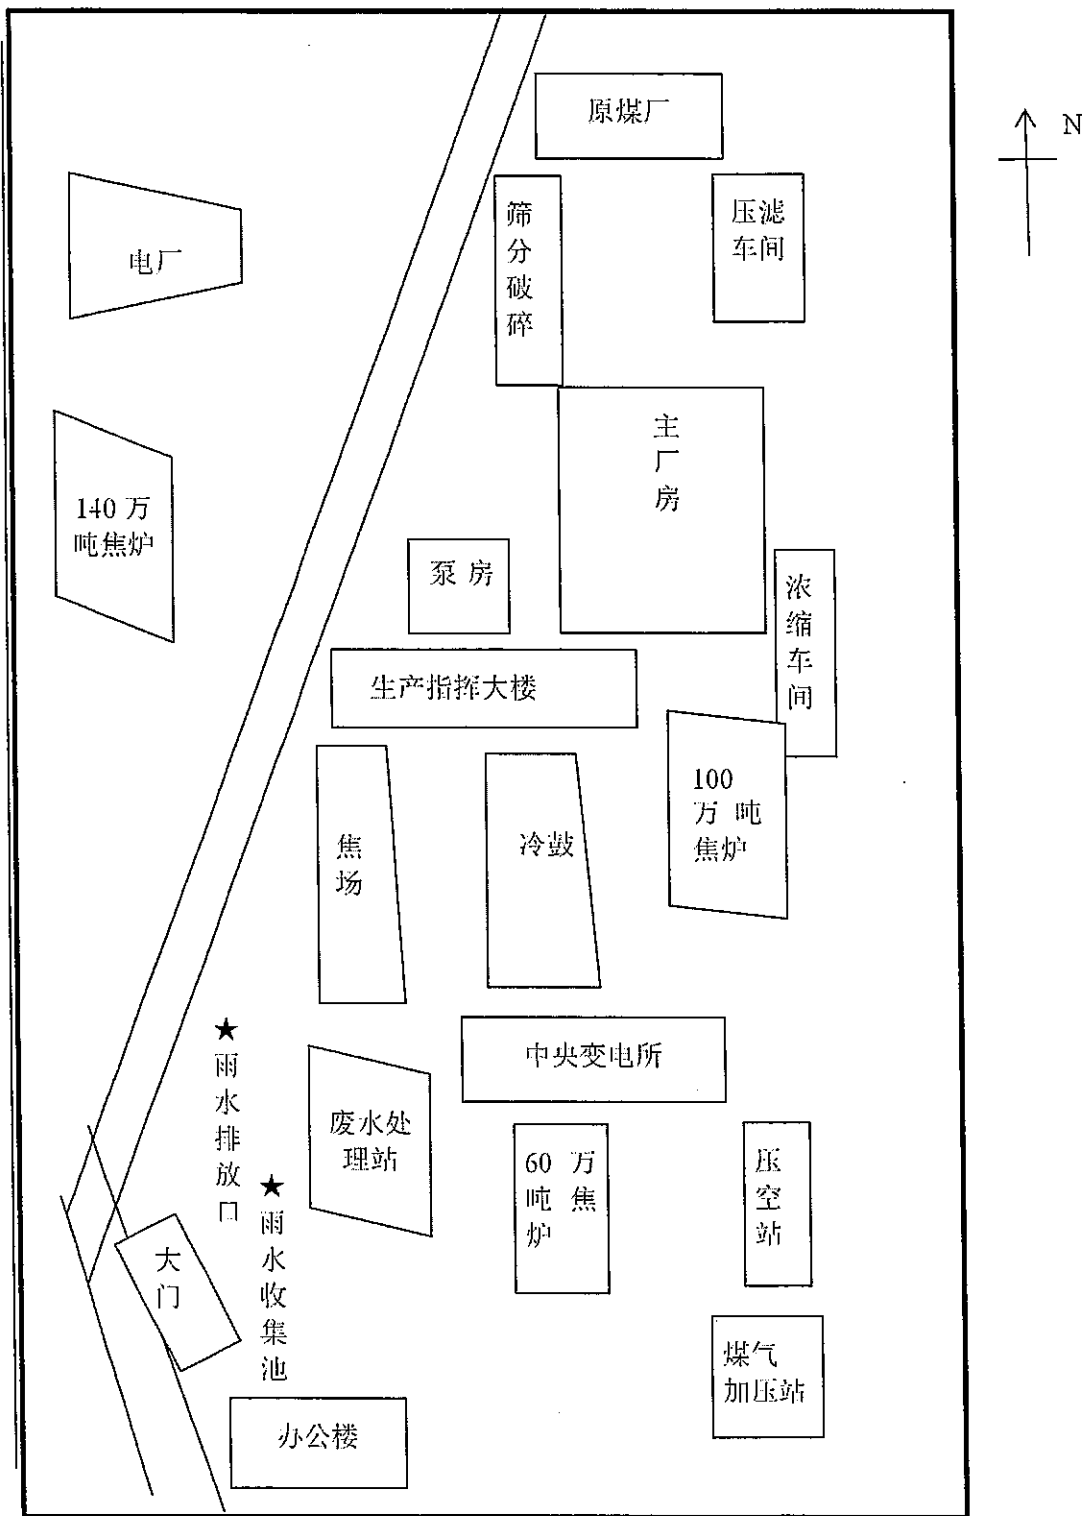 原煤厂
N
筛
分
破
碎
压滤
车间
电厂
主
厂
房
140 万
吨焦炉
泵 房
浓
缩
车
间
生产指挥大楼
100
万 吨
焦炉
焦
场
冷鼓
★
雨
水
排
放
口
中央变电所
废水处
理站
60 万
吨 焦
炉
压
空
站
★
雨
水
收
集
池
大
门
煤气
加压站
办公楼